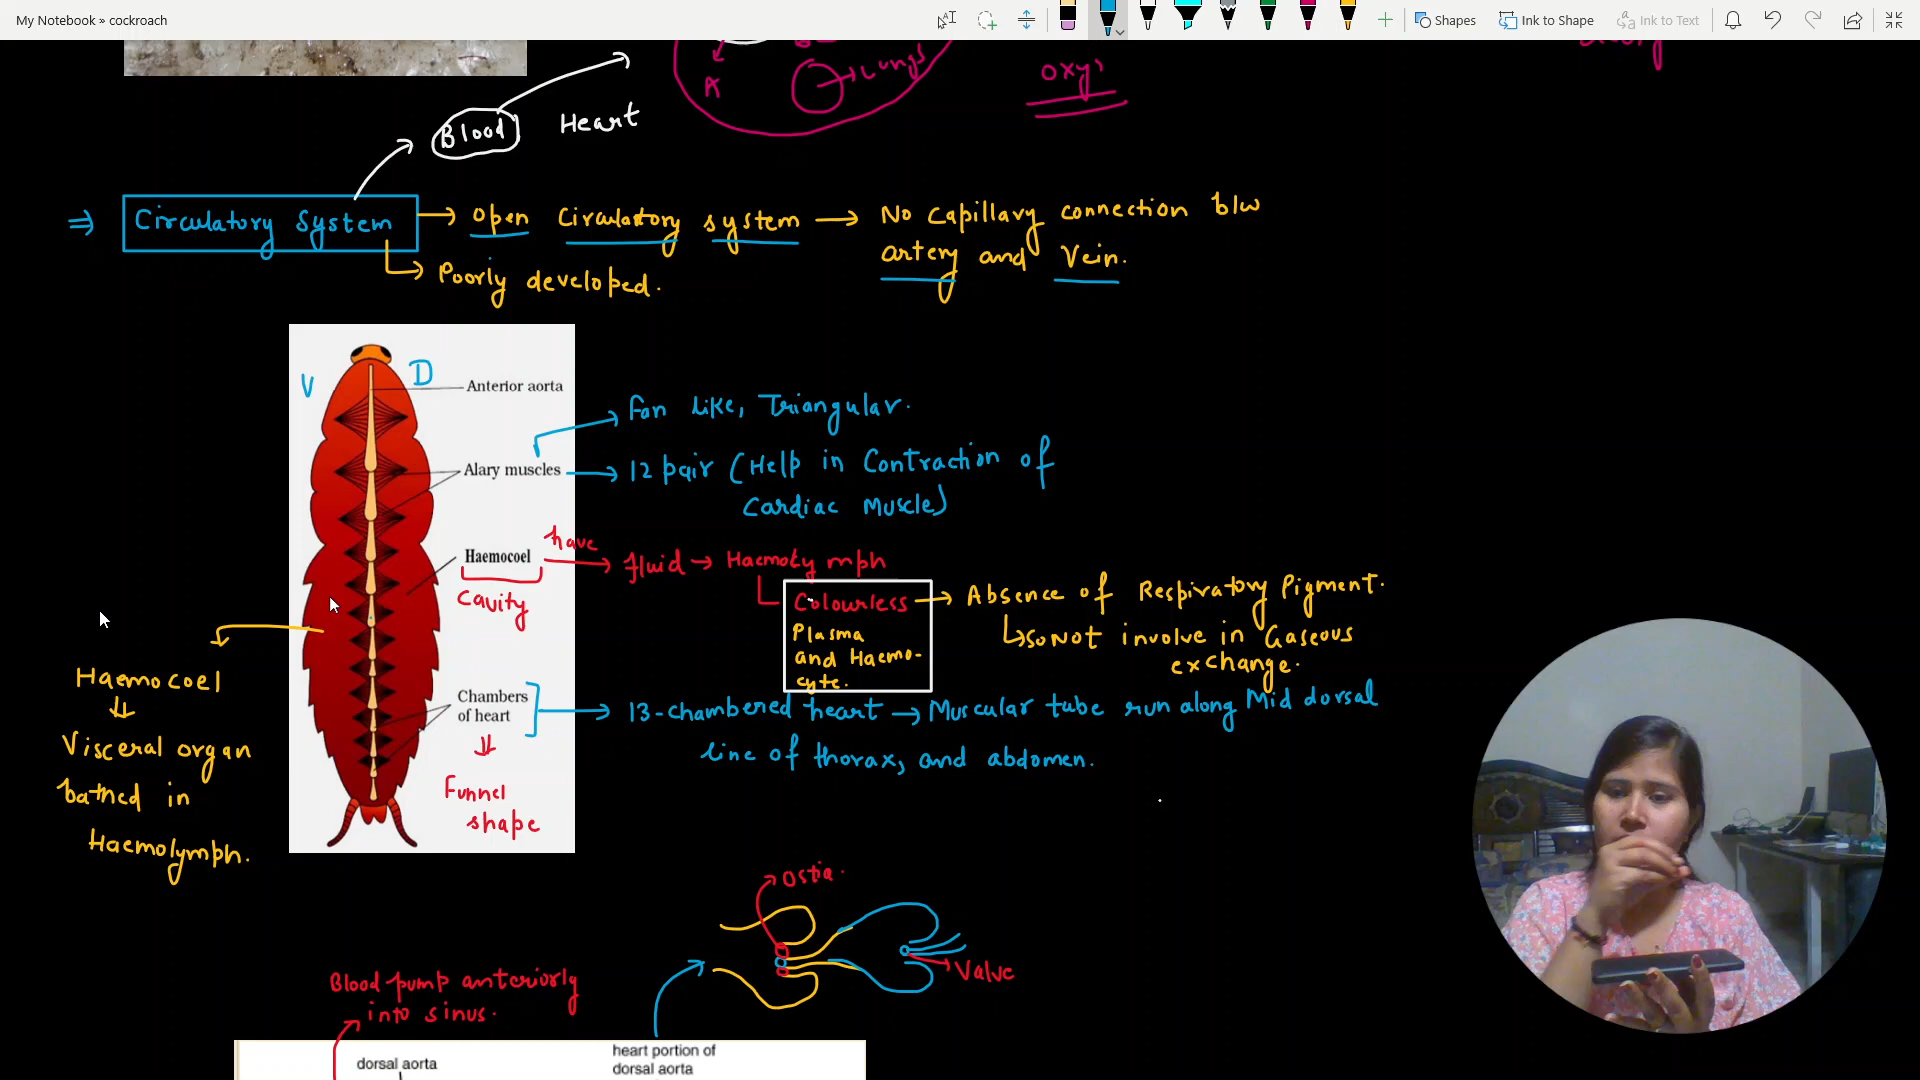 My Notebook » cockroach
Shapes
Ink to Shape
Ink to Text
Lungs
A
oxy,
Blood
Heart
⇒ Circulatory System → Open Circulatory system → No Capillary connection b/w
artery and Vein.
Poorly developed.
V
D
Anterior aorta
Fan like, Triangular.
Alary muscles
12 pair (Help in Contraction of
Cardiac Muscle)
Haemocoel
have
fluid → Haemoly mph
Cavity
Colourless → Absence of Respiratory Pigment.
Plasma
and Haemo-
cyte.
So not involve in Gaseous
exchange.
Haemocoel
Visceral organ
bathed in
Haemolymph.
Chambers
of heart
13-chambered heart → Muscular tube run along Mid dorsal
line of thorax, and abdomen.
Funnel
shape
Ostia.
Valve
Blood pump anteriorly
into sinus.
dorsal aorta
heart portion of
dorsal aorta